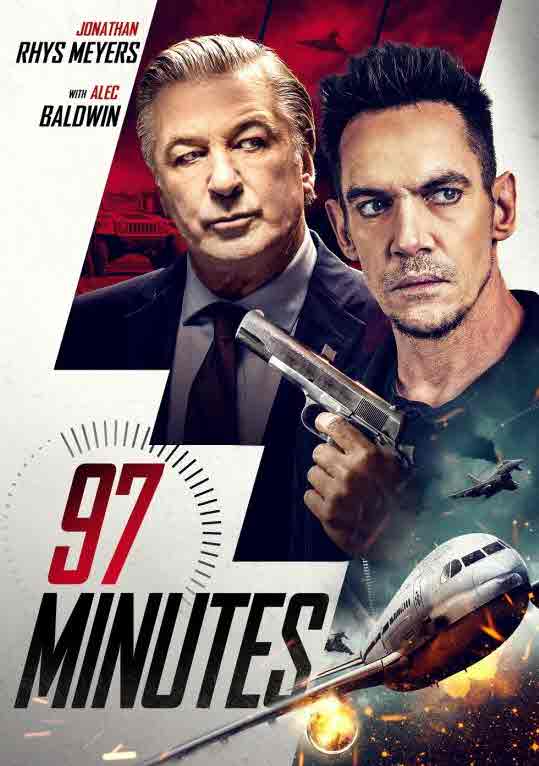 JONATHAN
RHYS MEYERS
WITH ALEC
BALDWIN
97
MINUTES